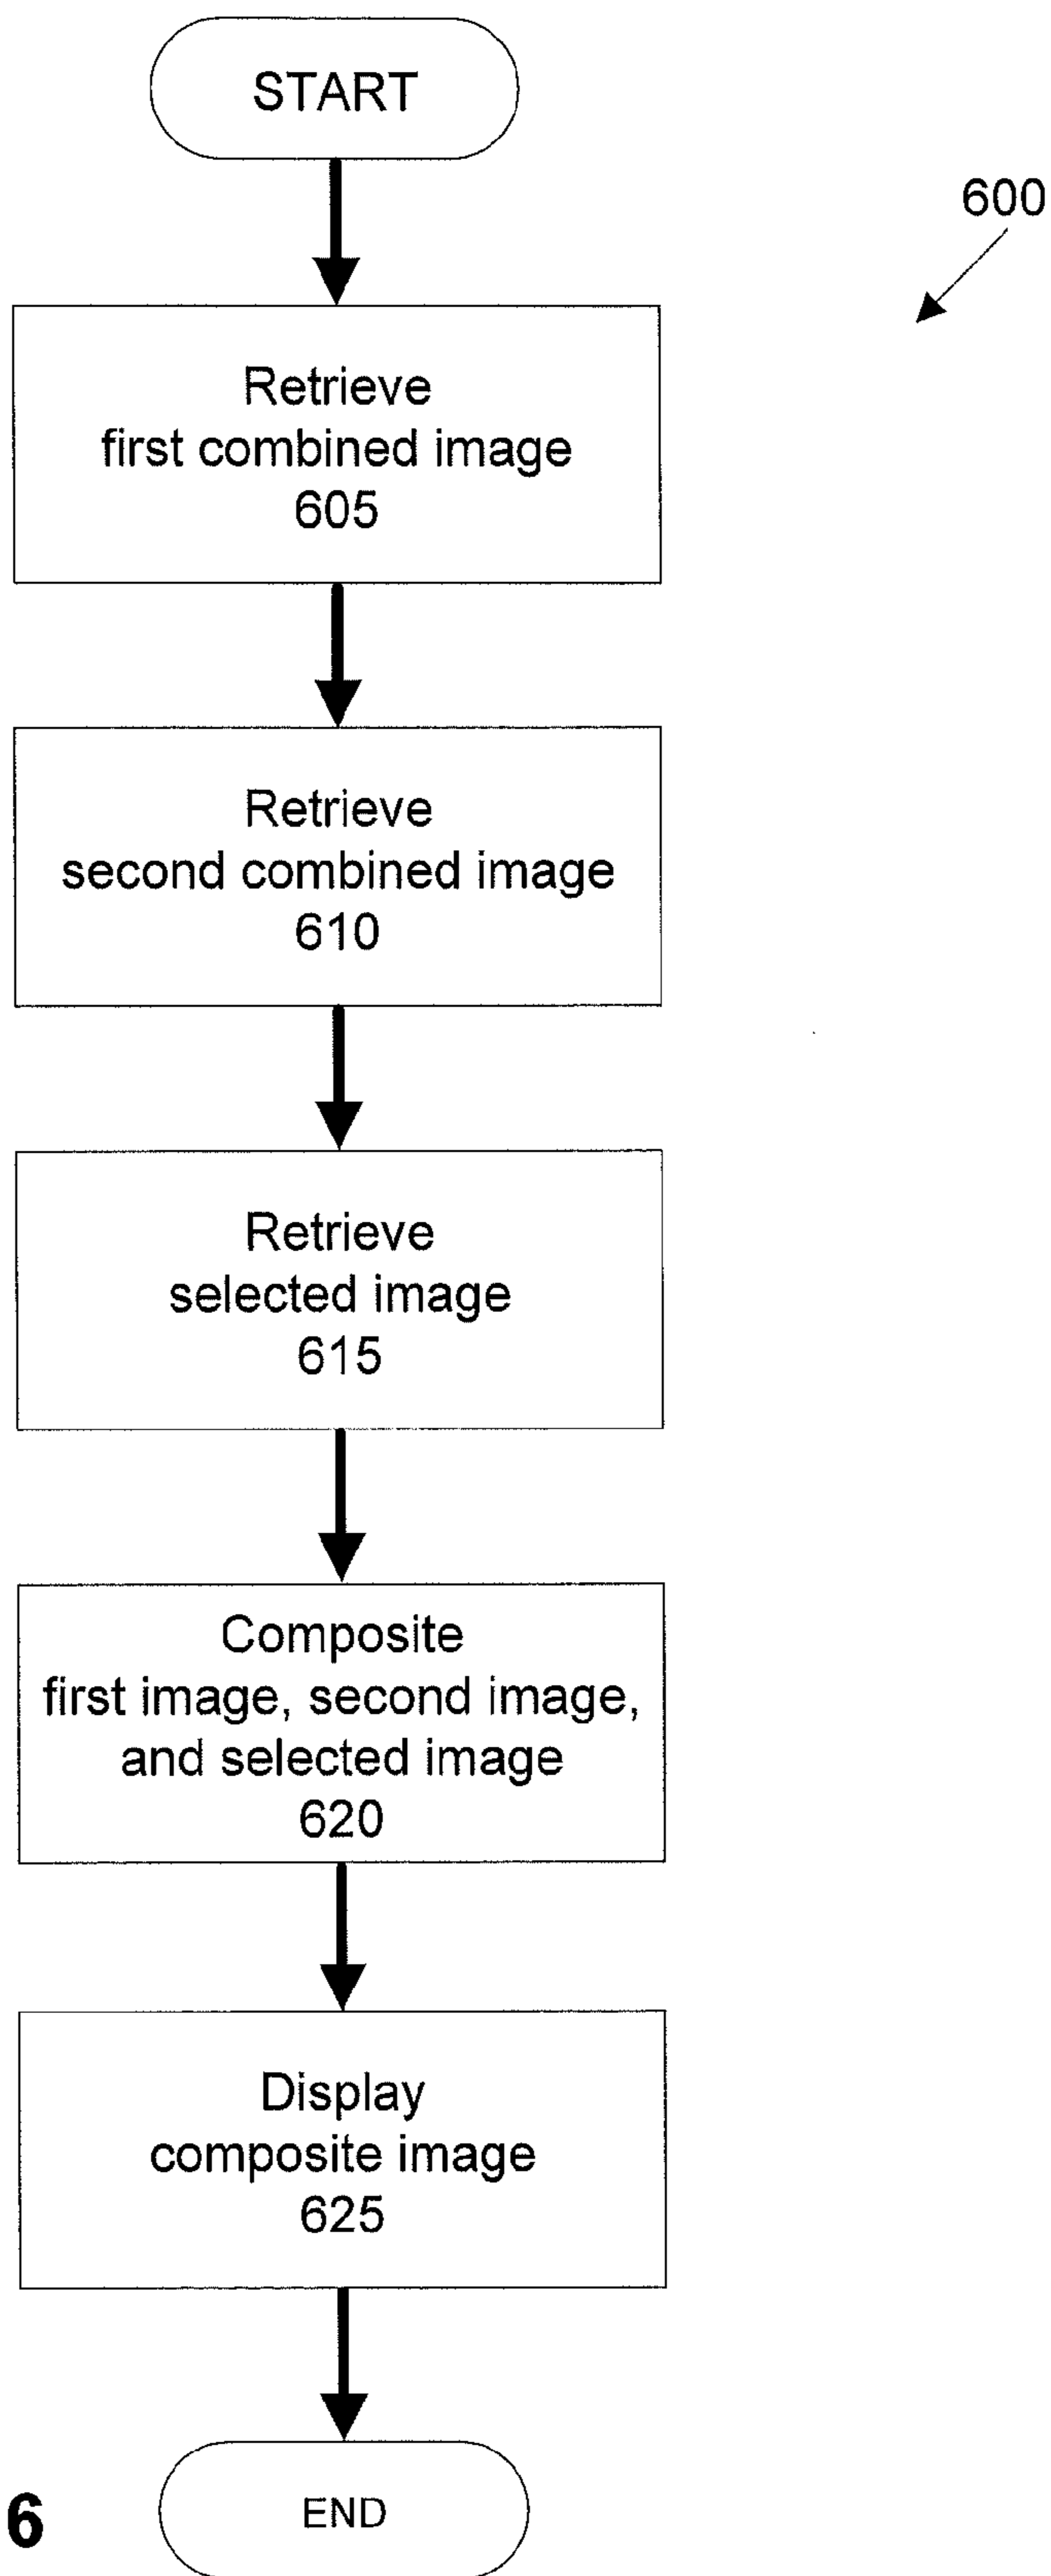 START
600
Retrieve
first combined image
605
Retrieve
second combined image
610
Retrieve
selected image
615
Composite
first image, second image,
and selected image
620
Display
composite image
625
END
6